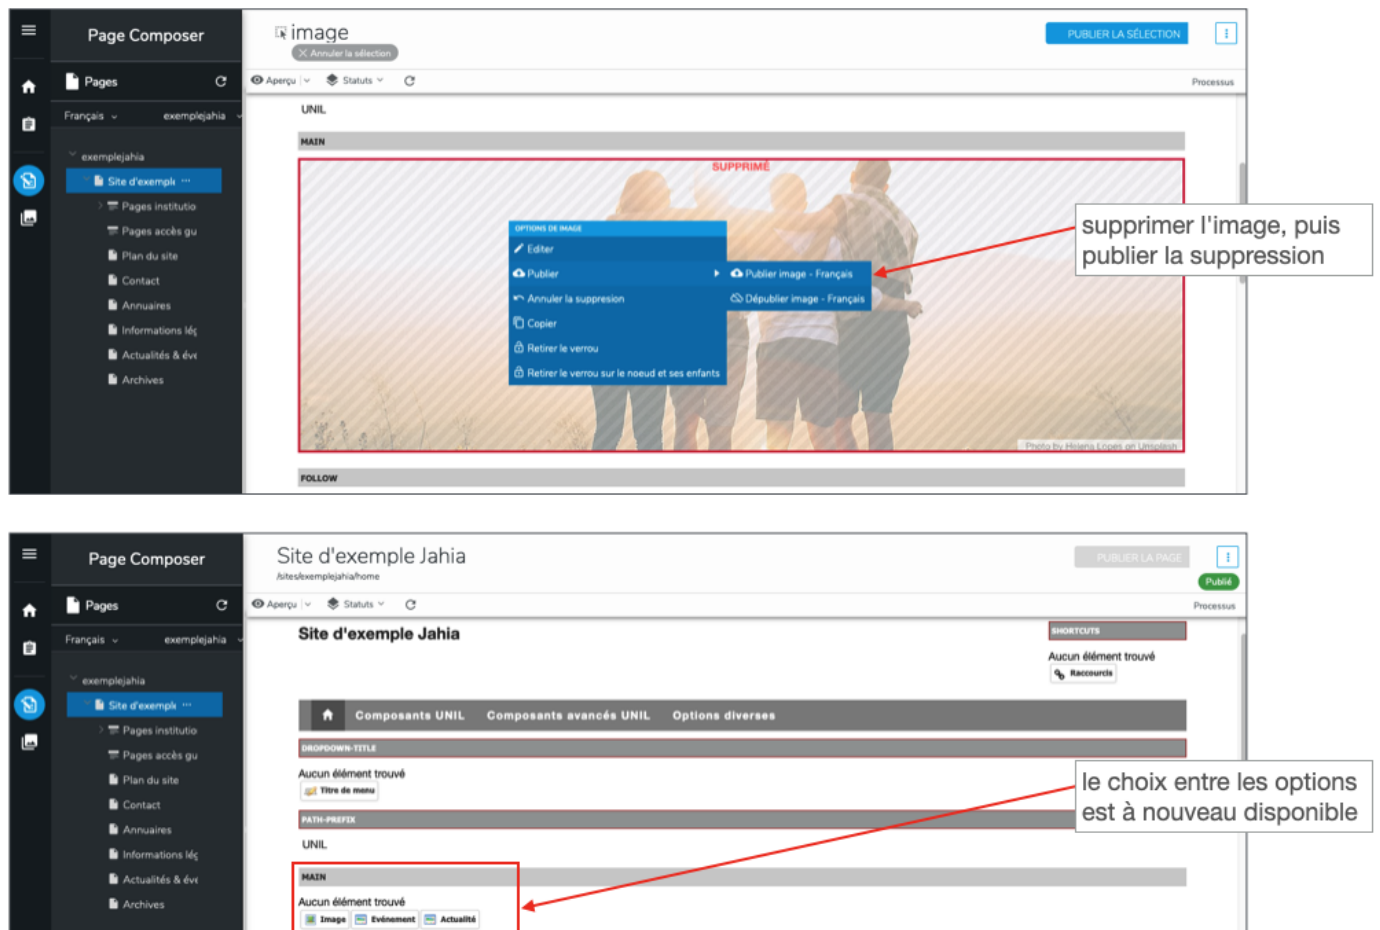 Page Composer
image
PUBLIER LA SÉLECTION
Annuler la sélection
Pages
Aperçu
Statuts
Processus
Français
exemplejahia
UNIL
MAIN
exemplejahia
SUPPRIMÉ
Site d'exemple ...
Pages institutio
Pages accès gu
Plan du site
Contact
Annuaires
Informations lég
Actualités & éve
Archives
OPTIONS DE IMAGE
Editer
Publier
Publier image - Français
Annuler la suppresion
Dépublier image - Français
Copier
Retirer le verrou
Retirer le verrou sur le noeud et ses enfants
supprimer l'image, puis
publier la suppression
Photo by Helena Lopes on Unsplash
FOLLOW
Page Composer
Site d'exemple Jahia
/sites/exemplejahia/home
PUBLIER LA PAGE
Publié
Pages
Aperçu
Statuts
Processus
Français
exemplejahia
Site d'exemple Jahia
SHORTCUTS
Aucun élément trouvé
Raccourcis
exemplejahia
Site d'exemple ...
Pages institutio
Pages accès gu
Plan du site
Contact
Annuaires
Informations lég
Actualités & éve
Archives
Composants UNIL
Composants avancés UNIL
Options diverses
DROPDOWN-TITLE
Aucun élément trouvé
Titre de menu
PATH-PREFIX
UNIL
le choix entre les options
est à nouveau disponible
MAIN
Aucun élément trouvé
Image
Evénement
Actualité